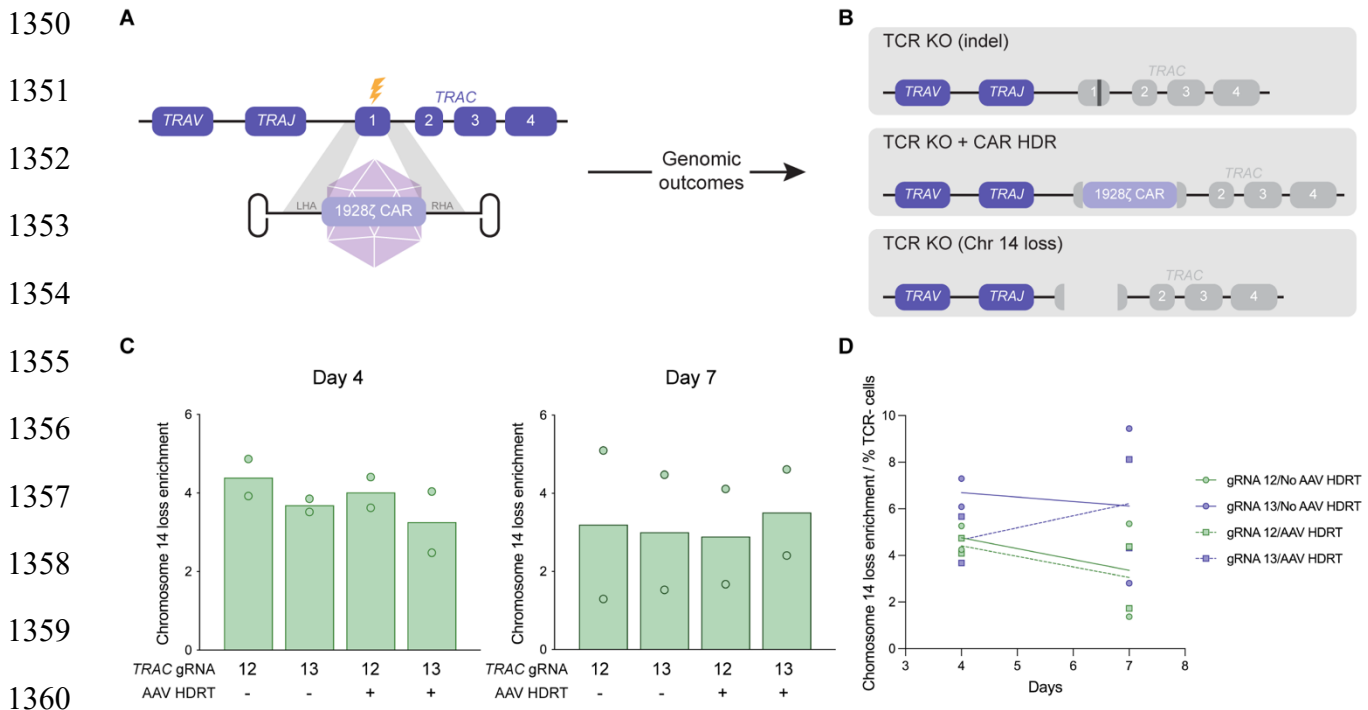 1350
1351
1352
1353
1354
1355
1356
1357
1358
1359
1360
A
TRAC
TRAV TRAJ 1 2 3 4
LHA 1928ζ CAR RHA
Genomic
outcomes
B
TCR KO (indel)
TRAC
TRAV TRAJ 1 2 3 4
TCR KO + CAR HDR
TRAC
TRAV TRAJ 1928ζ CAR 2 3 4
TCR KO (Chr 14 loss)
TRAC
TRAV TRAJ 2 3 4
C
Day 4
Chromosome 14 loss enrichment
6
4
2
0
TRAC gRNA 12 13 12 13
AAV HDRT - - + +
Day 7
Chromosome 14 loss enrichment
6
4
2
0
12 13 12 13
- - + +
D
Chromosome 14 loss enrichment / % TCR- cells
10
8
6
4
2
0
3 4 5 6 7 8
Days
gRNA 12/No AAV HDRT
gRNA 13/No AAV HDRT
gRNA 12/AAV HDRT
gRNA 13/AAV HDRT